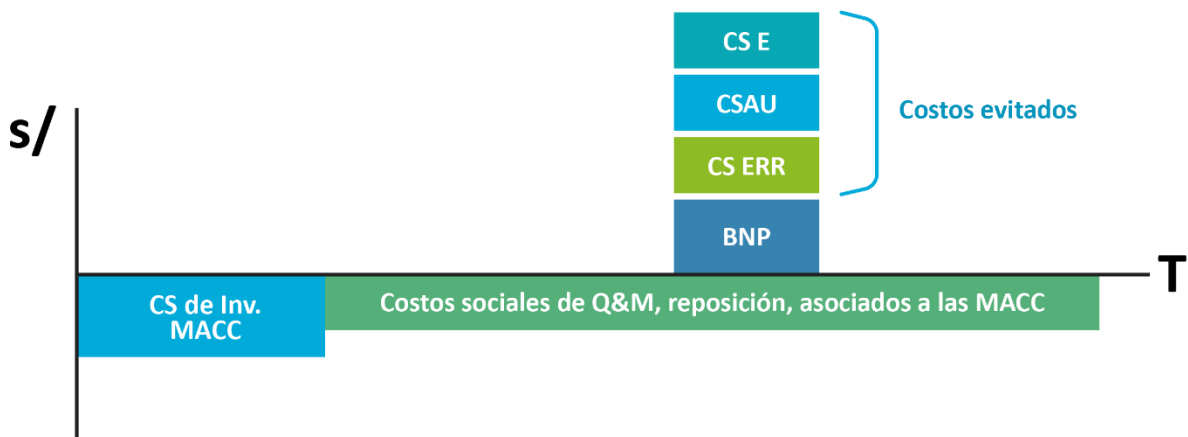 s/
CS E
CSAU
CS ERR
BNP
Costos evitados
T
CS de Inv.
MACC
Costos sociales de Q&M, reposición, asociados a las MACC